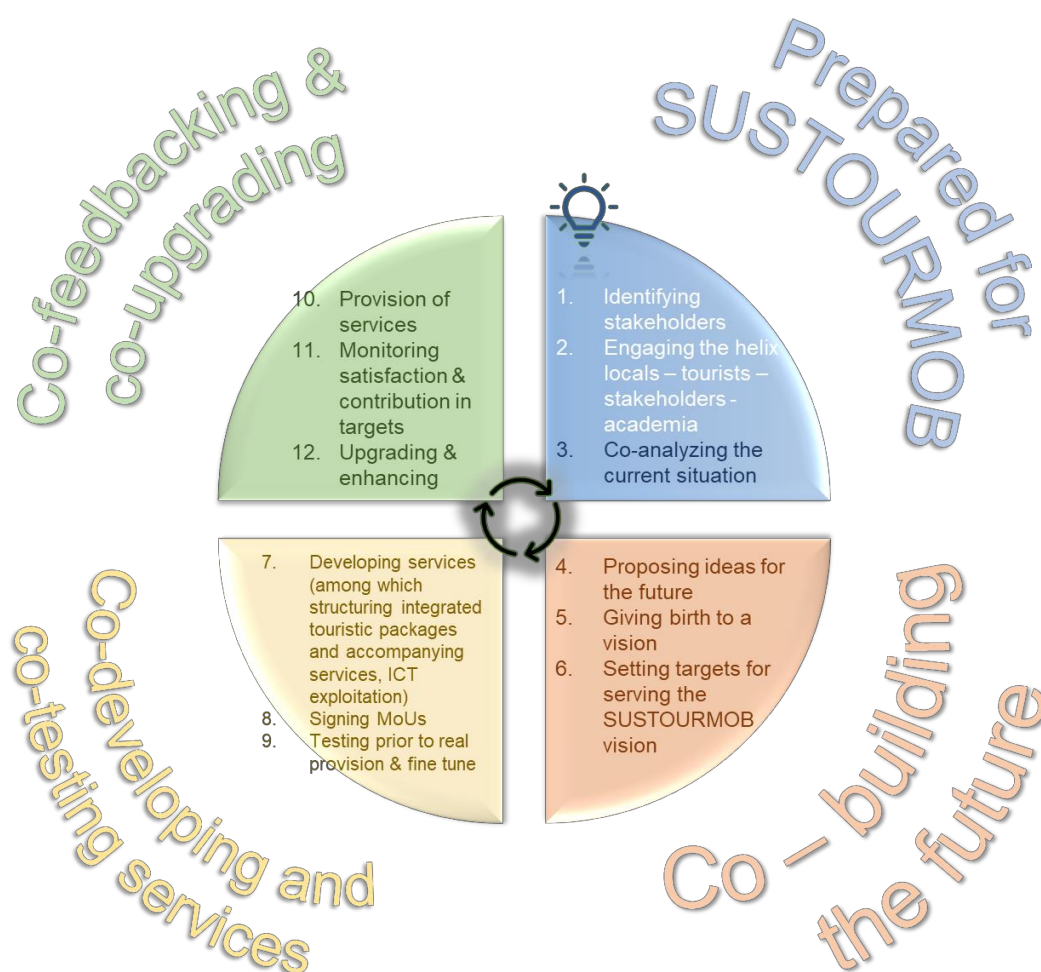 Prepared for
SUSTOURMOB
1. Identifying
stakeholders
2. Engaging the helix
locals – tourists –
stakeholders -
academia
3. Co-analyzing the
current situation
Co – building
the future
4. Proposing ideas for
the future
5. Giving birth to a
vision
6. Setting targets for
serving the
SUSTOURMOB
vision
Co-developing and
co-testing services
7. Developing services
(among which
structuring integrated
touristic packages
and accompanying
services, ICT
exploitation)
8. Signing MoUs
9. Testing prior to real
provision & fine tune
Co-feedbacking &
co-upgrading
10. Provision of
services
11. Monitoring
satisfaction &
contribution in
targets
12. Upgrading &
enhancing